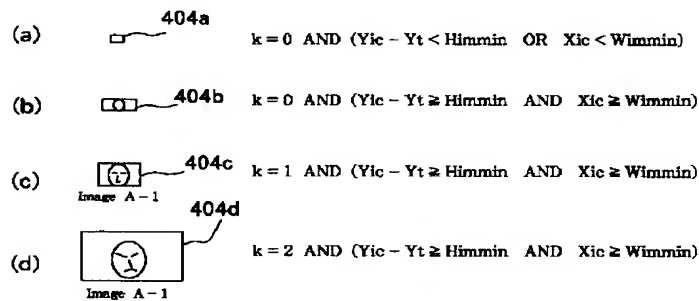 (a) 404a k = 0 AND (Yic - Yt < Himmin OR Xic < Wimmin)
(b) 404b k = 0 AND (Yic - Yt ≧ Himmin AND Xic ≧ Wimmin)
(c) 404c k = 1 AND (Yic - Yt ≧ Himmin AND Xic ≧ Wimmin)
Image A-1
404d
(d) k = 2 AND (Yic - Yt ≧ Himmin AND Xic ≧ Wimmin)
Image A-1